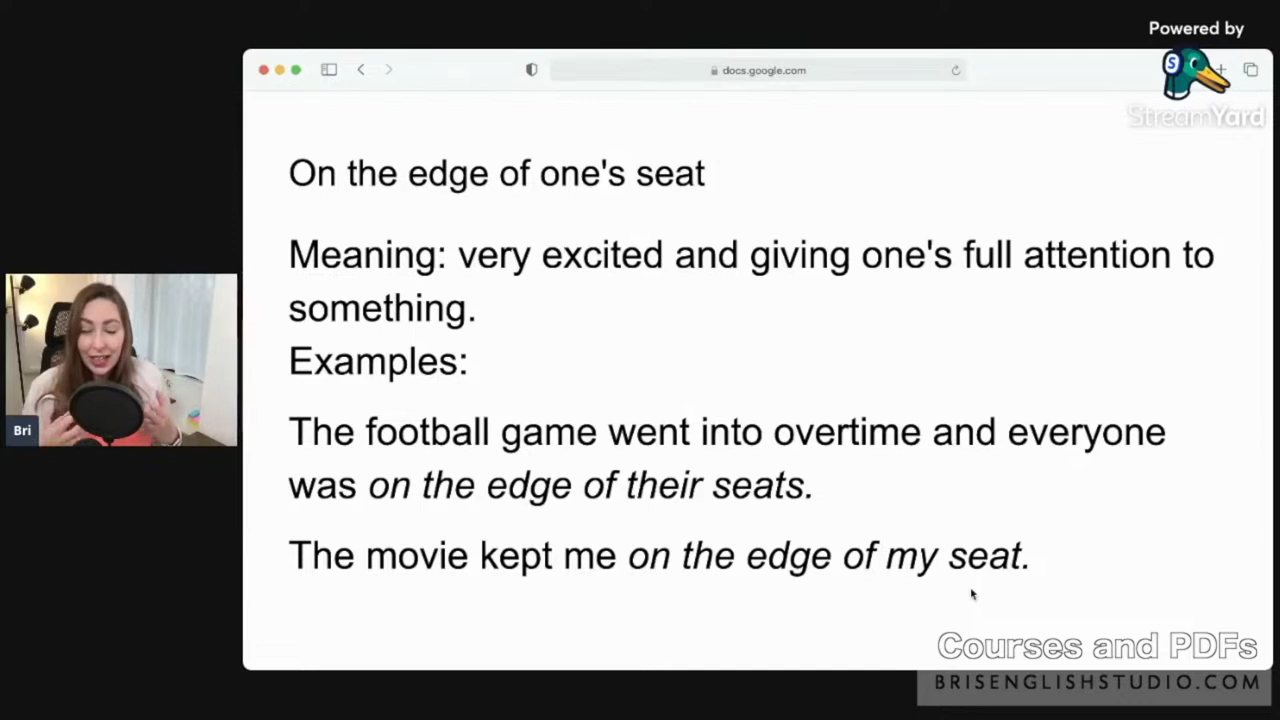 Powered by
StreamYard
docs.google.com
On the edge of one's seat
Meaning: very excited and giving one's full attention to
something.
Examples:
The football game went into overtime and everyone
was on the edge of their seats.
The movie kept me on the edge of my seat.
Bri
Courses and PDFs
BRISENGLISHSTUDIO.COM